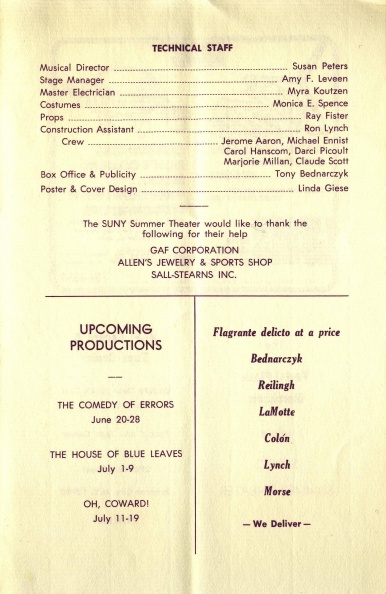 TECHNICAL STAFF
Musical Director Susan Peters
Stage Manager Amy F. Leveen
Master Electrician Myra Koutzen
Costumes Monica E. Spence
Props Ray Fister
Construction Assistant Ron Lynch
Crew Jerome Aaron, Michael Ennist
Carol Hanscom, Darci Picoult
Marjorie Millan, Claude Scott
Box Office & Publicity Tony Bednarczyk
Poster & Cover Design Linda Giese
The SUNY Summer Theater would like to thank the
following for their help
GAF CORPORATION
ALLEN'S JEWELRY & SPORTS SHOP
SALL-STEARNS INC.
UPCOMING
PRODUCTIONS
THE COMEDY OF ERRORS
June 20-28
THE HOUSE OF BLUE LEAVES
July 1-9
OH, COWARD!
July 11-19
Flagrante delicto at a price
Bednarczyk
Reilingh
LaMotte
Colón
Lynch
Morse
— We Deliver —